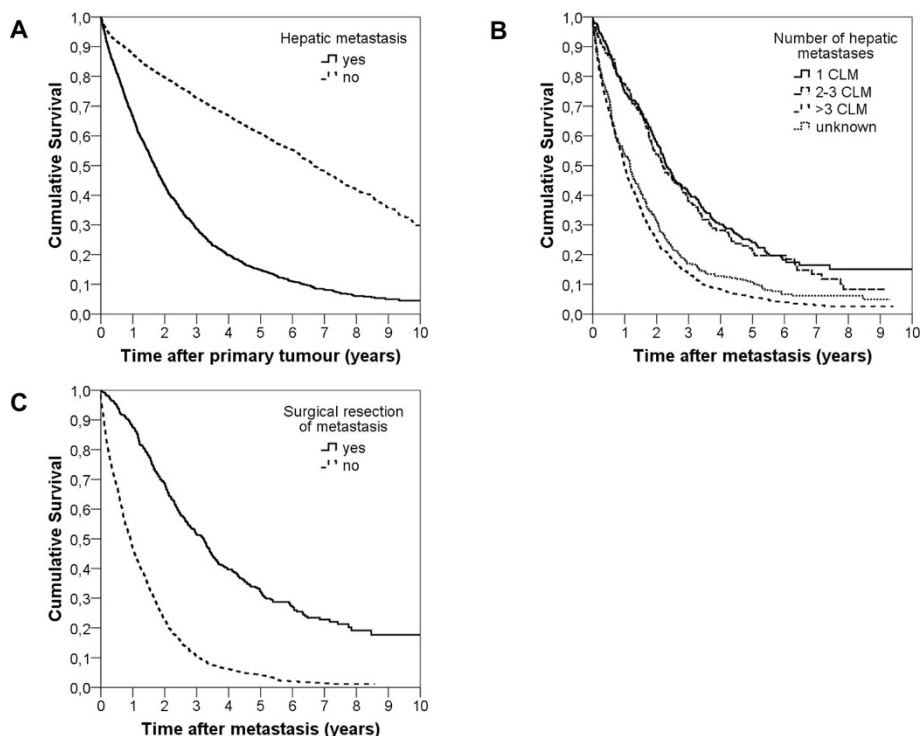 A
Hepatic metastasis
yes
no
1,0
0,9
0,8
0,7
0,6
0,5
0,4
0,3
0,2
0,1
0,0
Cumulative Survival
0 1 2 3 4 5 6 7 8 9 10
Time after primary tumour (years)
B
Number of hepatic
metastases
1 CLM
2-3 CLM
>3 CLM
unknown
1,0
0,9
0,8
0,7
0,6
0,5
0,4
0,3
0,2
0,1
0,0
Cumulative Survival
0 1 2 3 4 5 6 7 8 9 10
Time after metastasis (years)
C
Surgical resection
of metastasis
yes
no
1,0
0,9
0,8
0,7
0,6
0,5
0,4
0,3
0,2
0,1
0,0
Cumulative Survival
0 1 2 3 4 5 6 7 8 9 10
Time after metastasis (years)